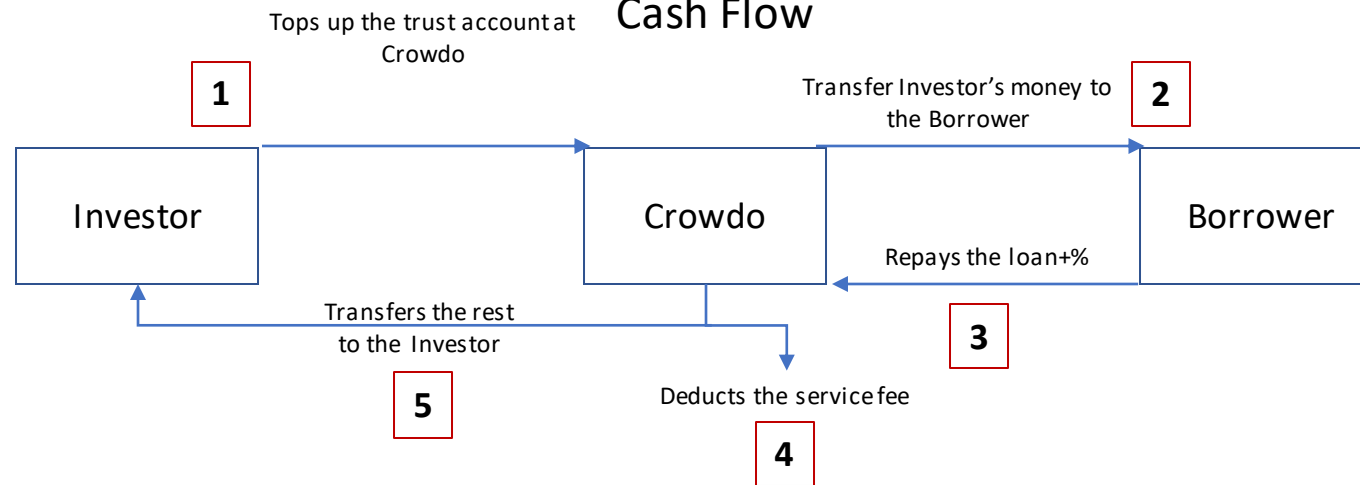 Cash Flow
Tops up the trust account at
Crowdo
1
Transfer Investor’s money to
the Borrower
2
Investor
Crowdo
Borrower
Repays the loan+%
3
Transfers the rest
to the Investor
5
Deducts the service fee
4